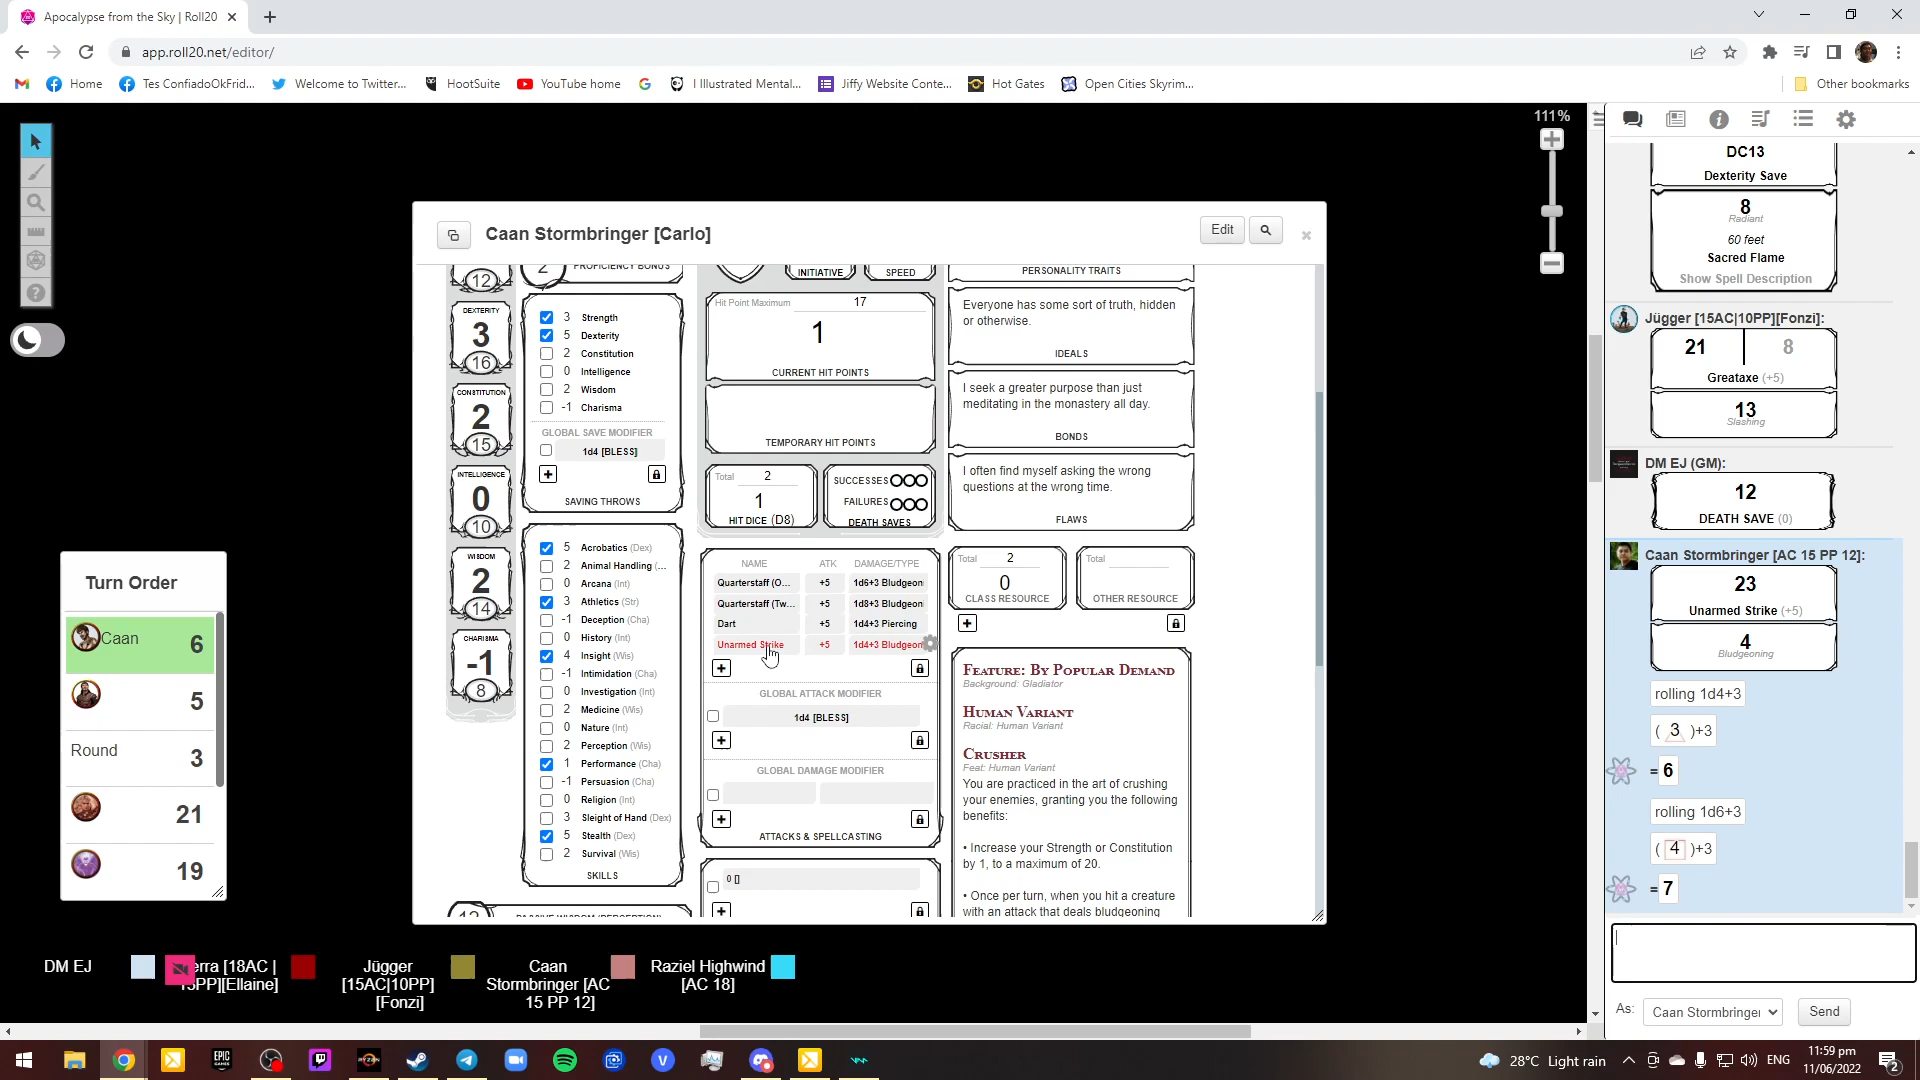 Apocalypse from the Sky | Roll20
app.roll20.net/editor/
Home
Tes ConfiadoOkFrid...
Welcome to Twitter...
HootSuite
YouTube home
I Illustrated Mental...
Jiffy Website Conte...
Hot Gates
Open Cities Skyrim...
Other bookmarks
111%
Caan Stormbringer [Carlo]
Edit
12
DEXTERITY
3
16
CONSTITUTION
2
15
INTELLIGENCE
0
10
WISDOM
2
14
CHARISMA
-1
8
2 PROFICIENCY BONUS
3 Strength
5 Dexterity
2 Constitution
0 Intelligence
2 Wisdom
-1 Charisma
GLOBAL SAVE MODIFIER
1d4 [BLESS]
SAVING THROWS
5 Acrobatics (Dex)
2 Animal Handling (...
0 Arcana (Int)
3 Athletics (Str)
-1 Deception (Cha)
0 History (Int)
4 Insight (Wis)
-1 Intimidation (Cha)
0 Investigation (Int)
2 Medicine (Wis)
0 Nature (Int)
2 Perception (Wis)
1 Performance (Cha)
-1 Persuasion (Cha)
0 Religion (Int)
3 Sleight of Hand (Dex)
5 Stealth (Dex)
2 Survival (Wis)
SKILLS
12 PASSIVE WISDOM (PERCEPTION)
INITIATIVE
SPEED
Hit Point Maximum 17
1
CURRENT HIT POINTS
TEMPORARY HIT POINTS
Total 2
1
HIT DICE (D8)
SUCCESSES
FAILURES
DEATH SAVES
NAME ATK DAMAGE/TYPE
Quarterstaff (O... +5 1d6+3 Bludgeon
Quarterstaff (Tw... +5 1d8+3 Bludgeon
Dart +5 1d4+3 Piercing
Unarmed Strike +5 1d4+3 Bludgeon
GLOBAL ATTACK MODIFIER
1d4 [BLESS]
GLOBAL DAMAGE MODIFIER
ATTACKS & SPELLCASTING
0 []
PERSONALITY TRAITS
Everyone has some sort of truth, hidden
or otherwise.
IDEALS
I seek a greater purpose than just
meditating in the monastery all day.
BONDS
I often find myself asking the wrong
questions at the wrong time.
FLAWS
Total 2
0
CLASS RESOURCE
Total
OTHER RESOURCE
FEATURE: BY POPULAR DEMAND
Background: Gladiator
HUMAN VARIANT
Racial: Human Variant
CRUSHER
Feat: Human Variant
You are practiced in the art of crushing
your enemies, granting you the following
benefits:
• Increase your Strength or Constitution
by 1, to a maximum of 20.
• Once per turn, when you hit a creature
with an attack that deals bludgeoning
Turn Order
Caan 6
5
Round 3
21
19
DM EJ
erra [18AC |
PP][Ellaine]
Jügger
[15AC|10PP]
[Fonzi]
Caan
Stormbringer [AC
15 PP 12]
Raziel Highwind
[AC 18]
DC13
Dexterity Save
8
Radiant
60 feet
Sacred Flame
Show Spell Description
Jügger [15AC|10PP][Fonzi]:
21 8
Greataxe (+5)
13
Slashing
DM EJ (GM):
12
DEATH SAVE (0)
Caan Stormbringer [AC 15 PP 12]:
23
Unarmed Strike (+5)
4
Bludgeoning
rolling 1d4+3
( 3 )+3
= 6
rolling 1d6+3
( 4 )+3
= 7
As: Caan Stormbringer Send
EPIC GAMES
RYZEN
28°C Light rain
ENG
11:59 pm
11/06/2022
2